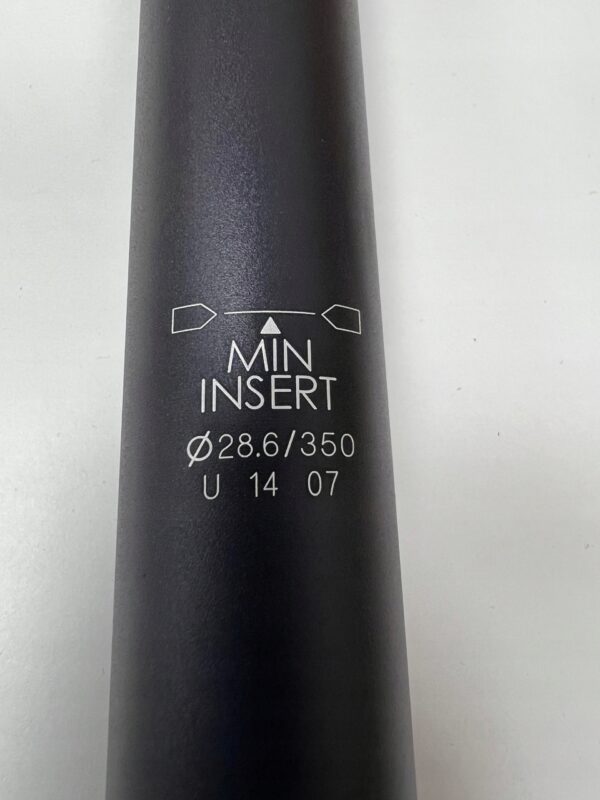 MIN
INSERT
Ø28.6/350
U 14 07